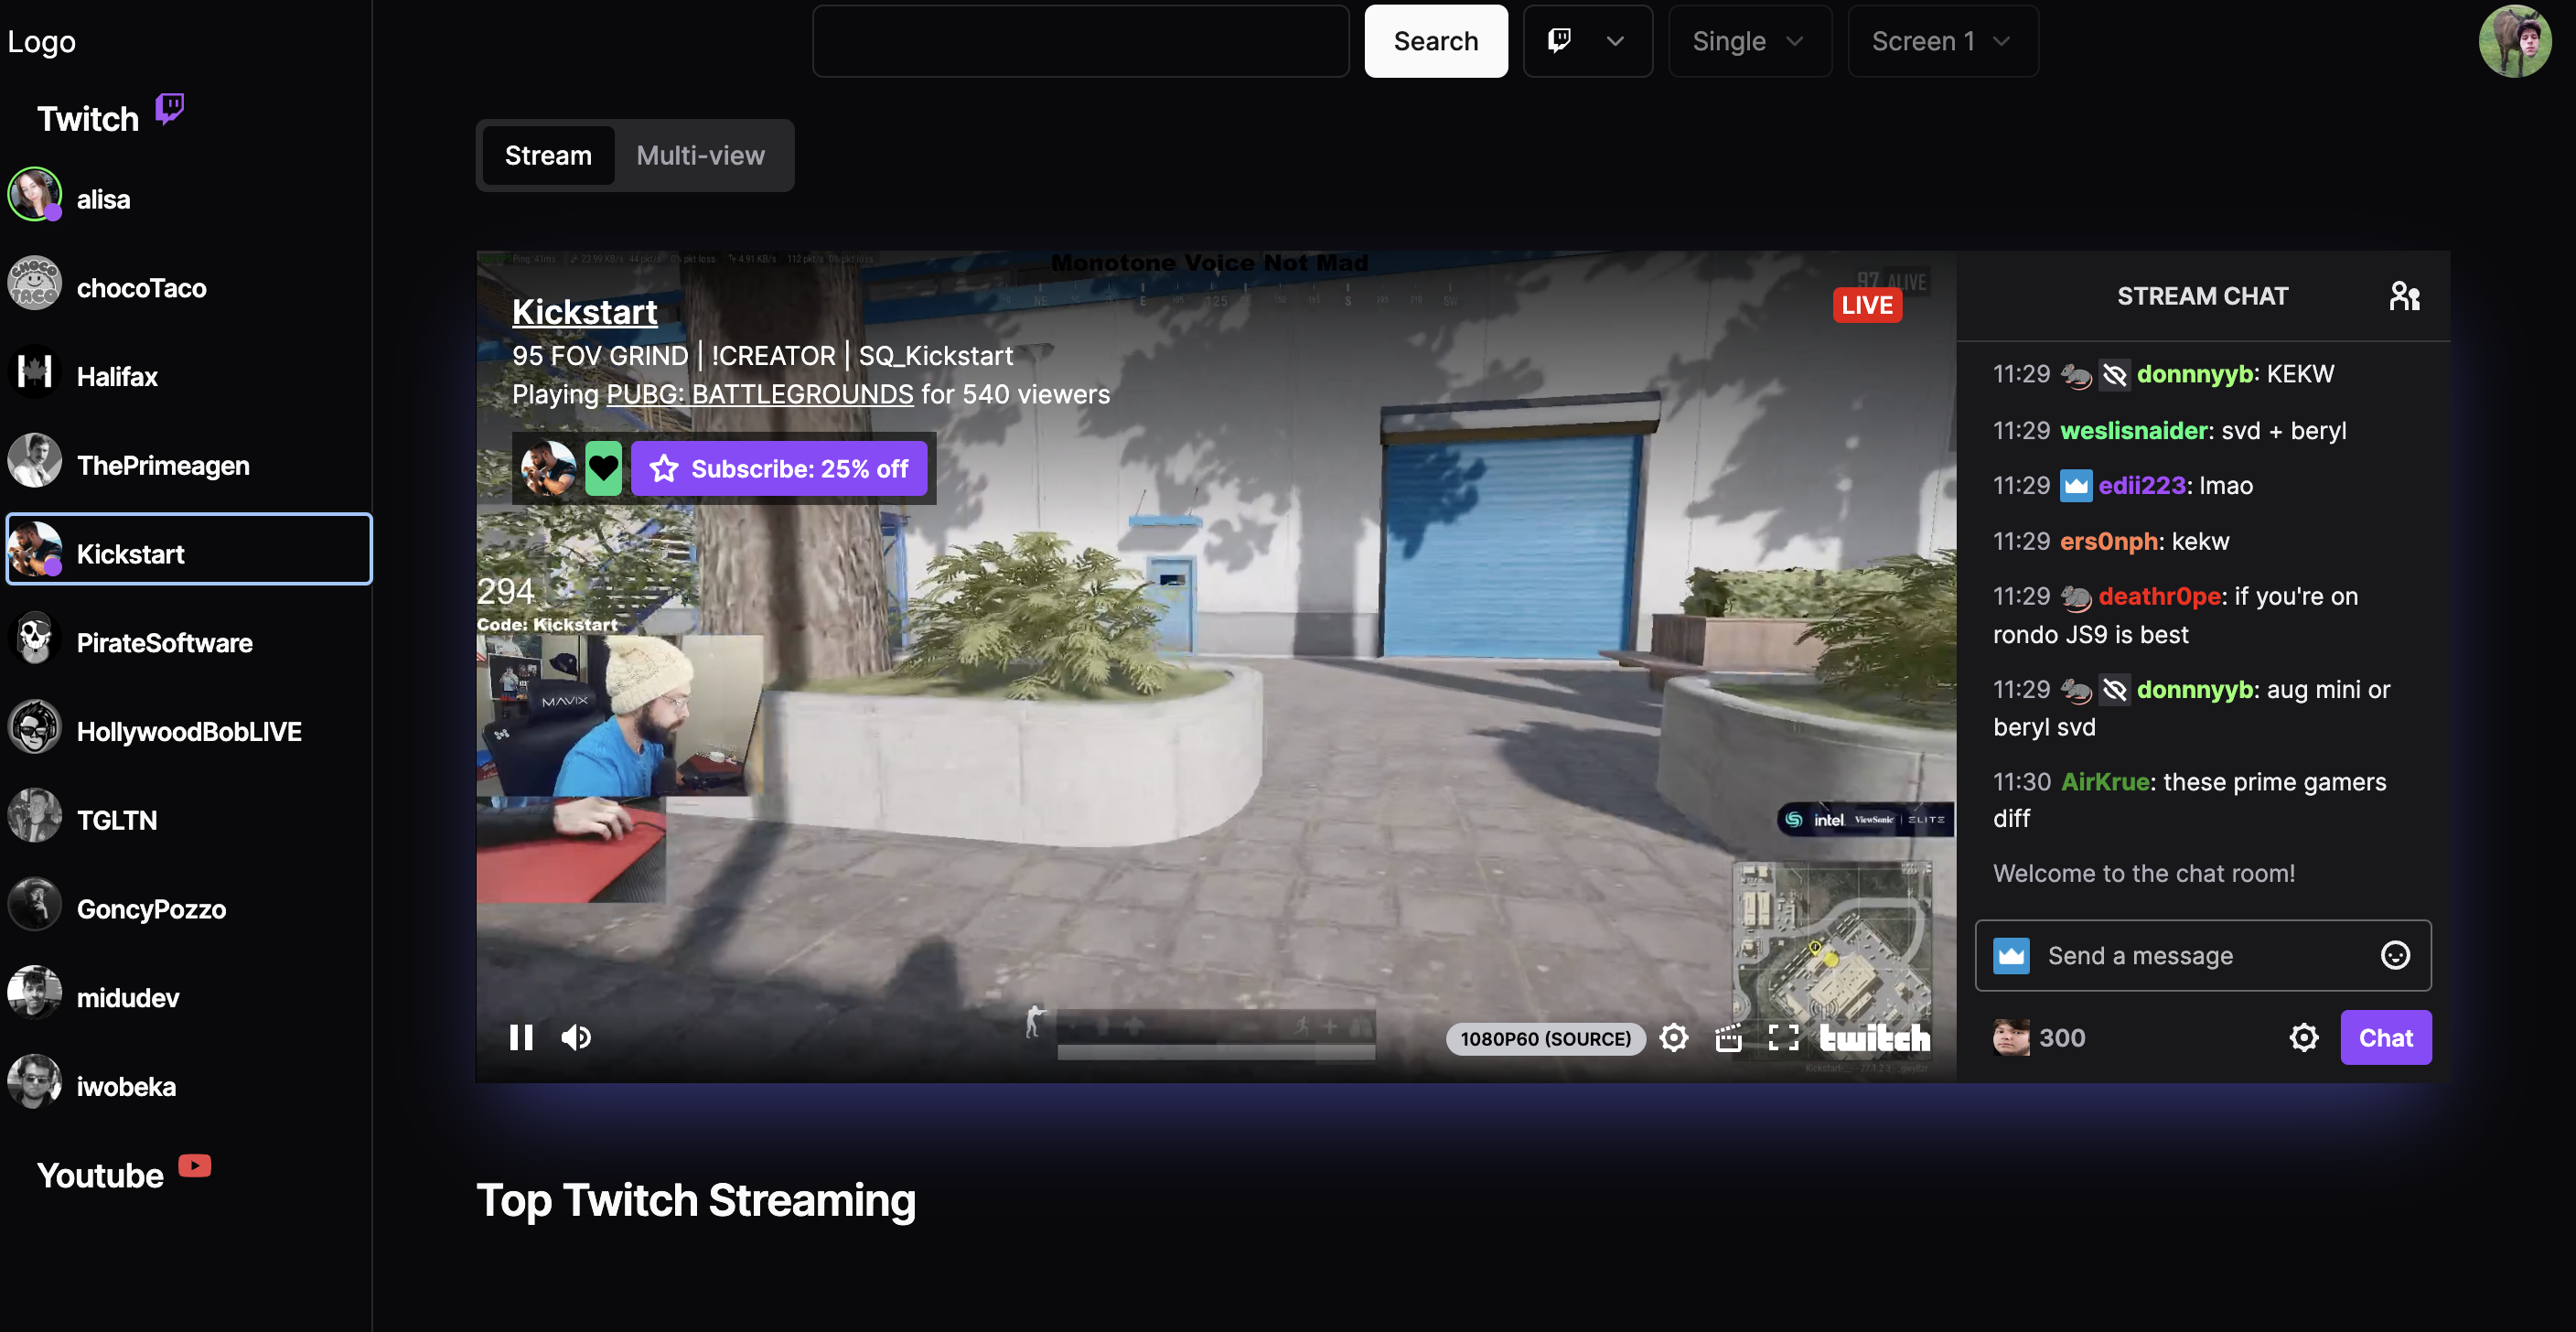 Logo
Search
Single
Screen 1
Twitch
alisa
chocoTaco
Halifax
ThePrimeagen
Kickstart
PirateSoftware
HollywoodBobLIVE
TGLTN
GoncyPozzo
midudev
iwobeka
Youtube
Stream
Multi-view
Monotone Voice Not Mad
97 ALIVE
LIVE
Kickstart
95 FOV GRIND | !CREATOR | SQ_Kickstart
Playing PUBG: BATTLEGROUNDS for 540 viewers
Subscribe: 25% off
294
Code: Kickstart
MAVIX
intel ViewSonic | ELITE
1080P60 (SOURCE)
twitch
STREAM CHAT
11:29 donnnyyb: KEKW
11:29 weslisnaider: svd + beryl
11:29 edii223: lmao
11:29 ers0nph: kekw
11:29 deathr0pe: if you're on
rondo JS9 is best
11:29 donnnyyb: aug mini or
beryl svd
11:30 AirKrue: these prime gamers
diff
Welcome to the chat room!
Send a message
300
Chat
Top Twitch Streaming